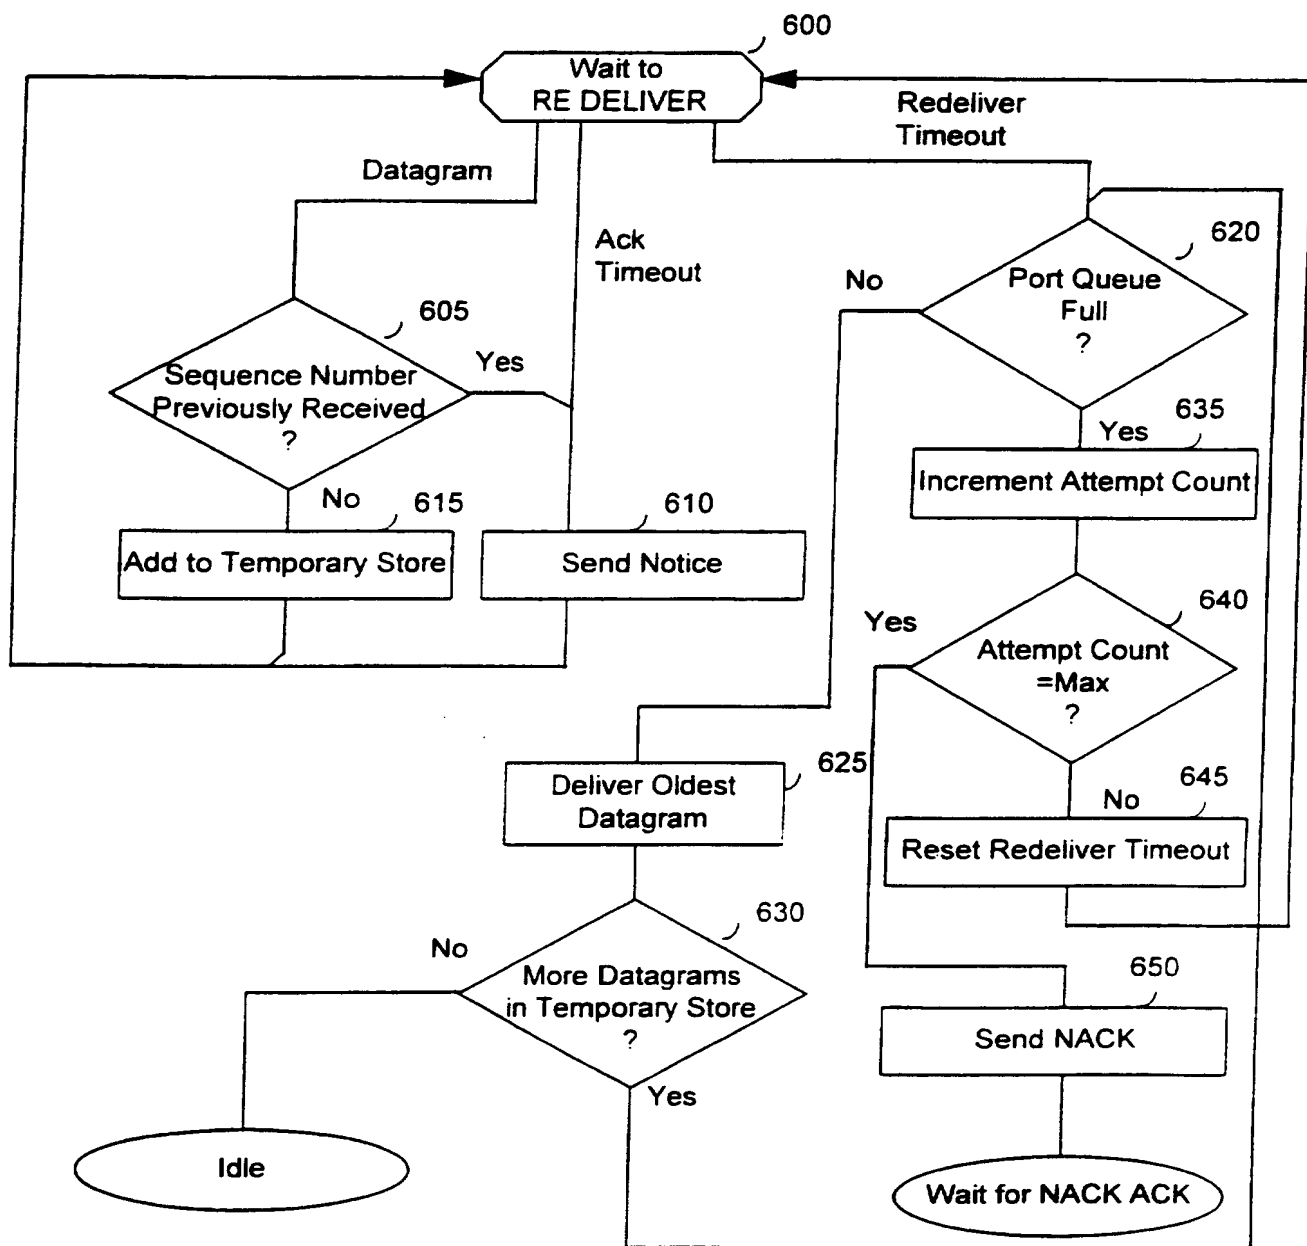 600
Wait to
RE DELIVER
Redeliver
Timeout
Datagram
Ack
Timeout
620
No
Port Queue
Full
?
605
Yes
Sequence Number
Previously Received
?
635
Yes
Increment Attempt Count
No
615
610
Add to Temporary Store
Send Notice
640
Yes
Attempt Count
=Max
?
625
Deliver Oldest
Datagram
645
No
Reset Redeliver Timeout
630
No
More Datagrams
in Temporary Store
?
650
Send NACK
Yes
Idle
Wait for NACK ACK